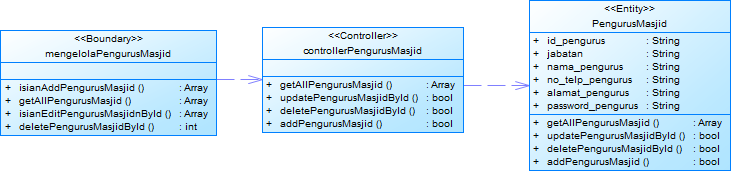 <<Boundary>>
mengelolaPengurusMasjid
+ isianAddPengurusMasjid () : Array
+ getAllPengurusMasjid () : Array
+ isianEditPengurusMasjidnById () : Array
+ deletePengurusMasjidById () : int
<<Controller>>
controllerPengurusMasjid
+ getAllPengurusMasjid () : Array
+ updatePengurusMasjidById () : bool
+ deletePengurusMasjidById () : bool
+ addPengurusMasjid () : bool
<<Entity>>
PengurusMasjid
+ id_pengurus : String
+ jabatan : String
+ nama_pengurus : String
+ no_telp_pengurus : String
+ alamat_pengurus : String
+ password_pengurus : String
+ getAllPengurusMasjid () : Array
+ updatePengurusMasjidById () : bool
+ deletePengurusMasjidById () : bool
+ addPengurusMasjid () : bool